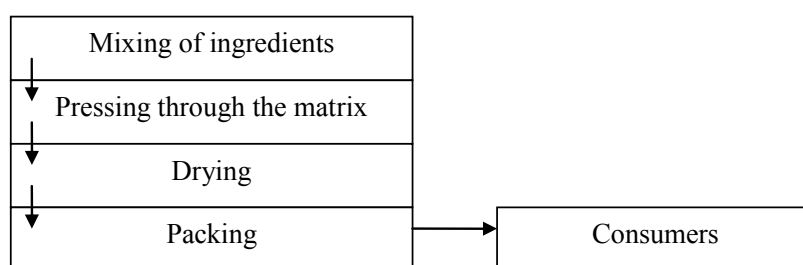 Mixing of ingredients
Pressing through the matrix
Drying
Packing
Consumers